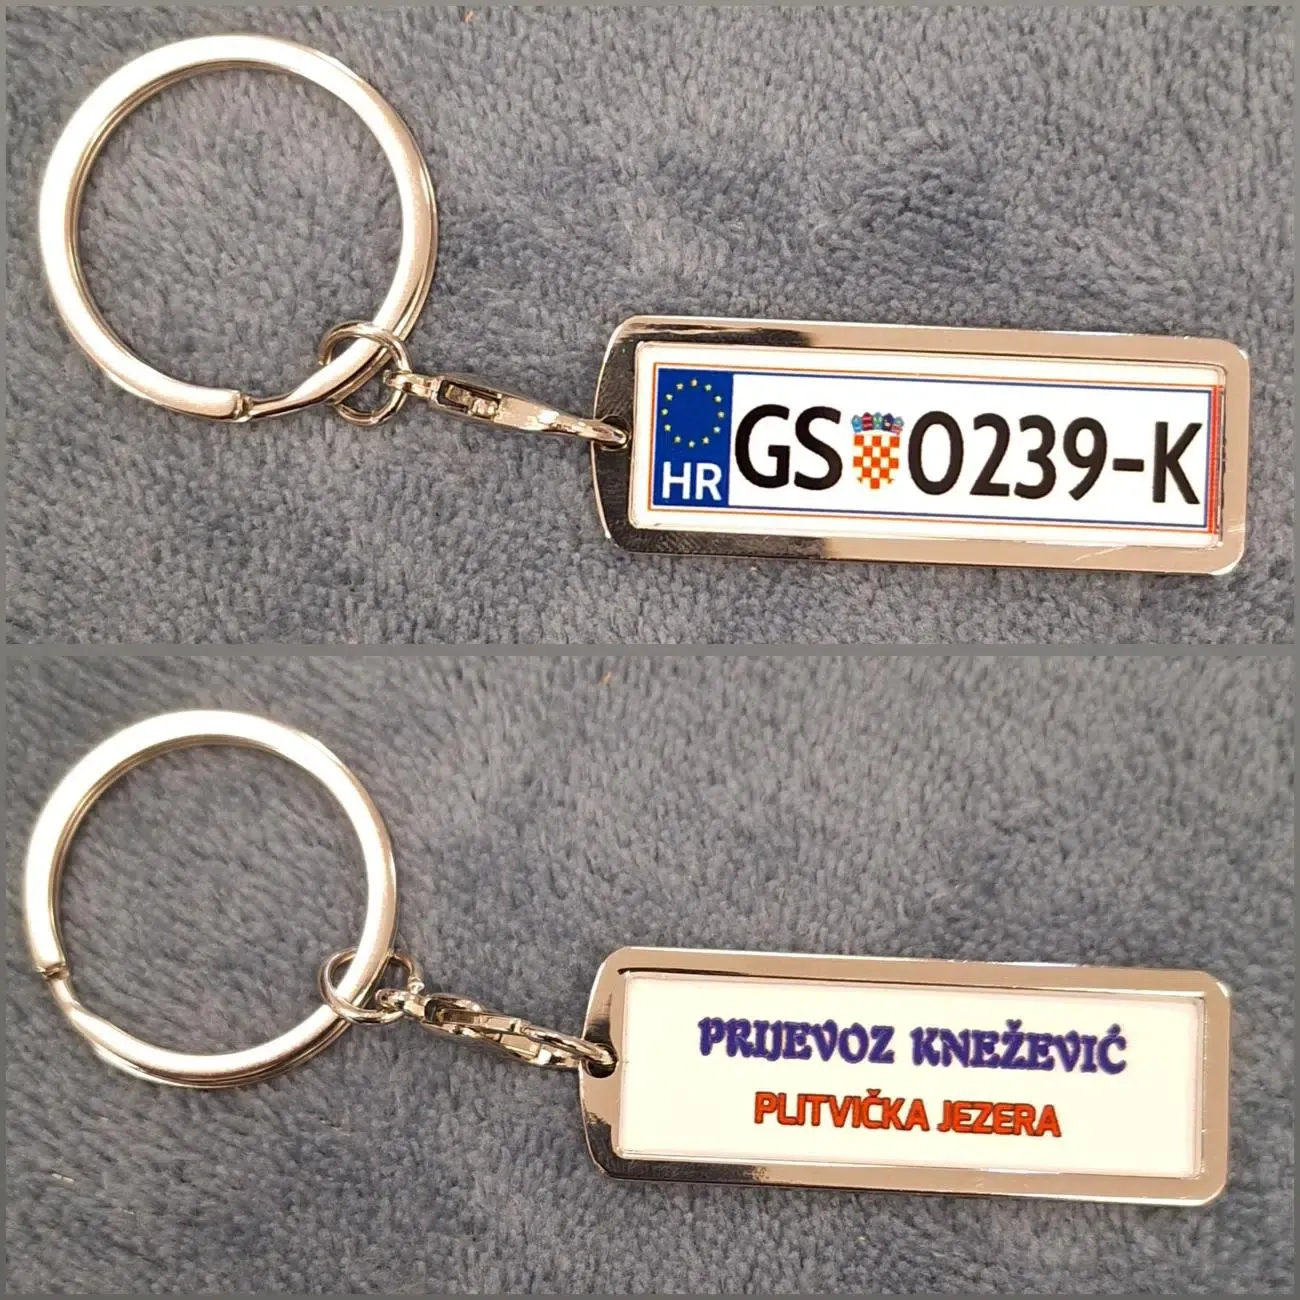 HR GS 0239-K
PRIJEVOZ KNEŽEVIĆ
PLITVIČKA JEZERA